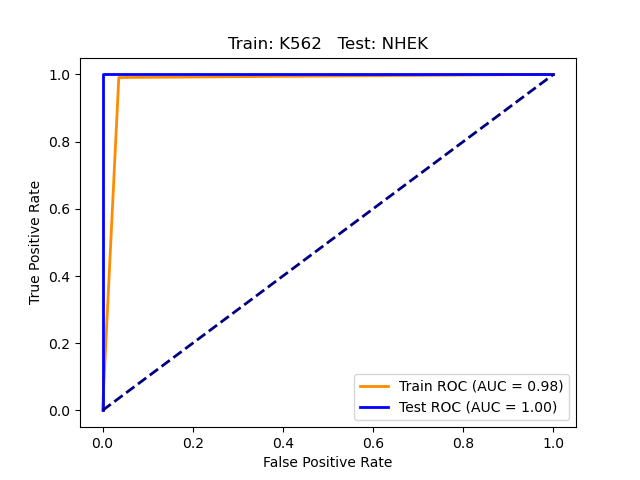 Train: K562   Test: NHEK
1.0
0.8
0.6
0.4
0.2
0.0
True Positive Rate
Train ROC (AUC = 0.98)
Test ROC (AUC = 1.00)
0.0 0.2 0.4 0.6 0.8 1.0
False Positive Rate